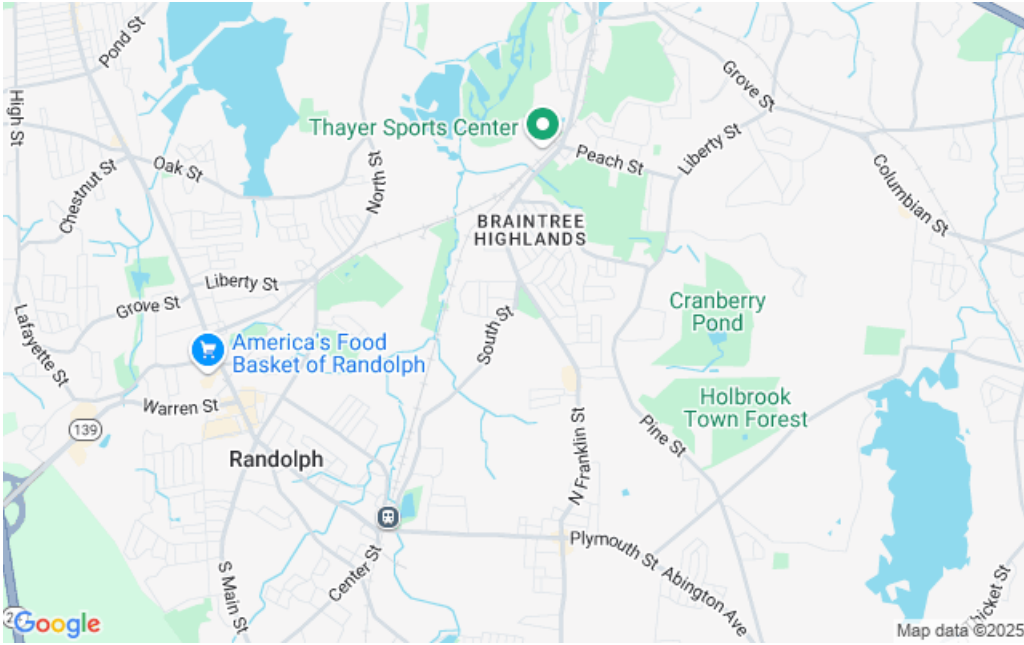 Pond St
High St
Grove St
Thayer Sports Center
Peach St
Liberty St
Chestnut St
Oak St
North St
Columbian St
BRAINTREE
HIGHLANDS
Liberty St
Grove St
Cranberry
Pond
Lafayette St
America's Food
Basket of Randolph
South St
Holbrook
Town Forest
Warren St
139
Pine St
N Franklin St
Randolph
Plymouth St
Abington Ave
Center St
S Main St
Thicket St
Google
Map data ©2025